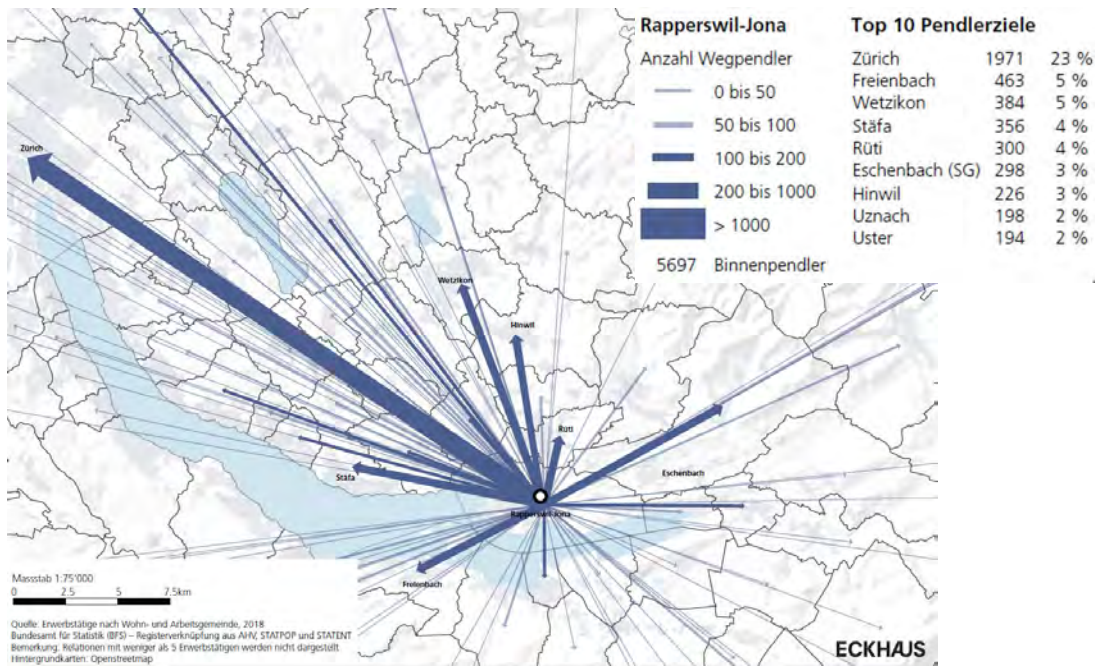 Rapperswil-Jona
Anzahl Wegpendler
0 bis 50
50 bis 100
100 bis 200
200 bis 1000
> 1000
5697 Binnenpendler
Top 10 Pendlerziele
Zürich 1971 23 %
Freienbach 463 5 %
Wetzikon 384 5 %
Stäfa 356 4 %
Rüti 300 4 %
Eschenbach (SG) 298 3 %
Hinwil 226 3 %
Uznach 198 2 %
Uster 194 2 %
Zürich
Wetzikon
Hinwil
Rüti
Stäfa
Eschenbach
Rapperswil-Jona
Freienbach
Massstab 1:75'000
0 2.5 5 7.5km
Quelle: Erwerbstätige nach Wohn- und Arbeitsgemeinde, 2018
Bundesamt für Statistik (BFS) – Registerverknüpfung aus AHV, STATPOP und STATENT
Bemerkung: Relationen mit weniger als 5 Erwerbstätigen werden nicht dargestellt
Hintergrundkarten: Openstreetmap
ECKHAUS